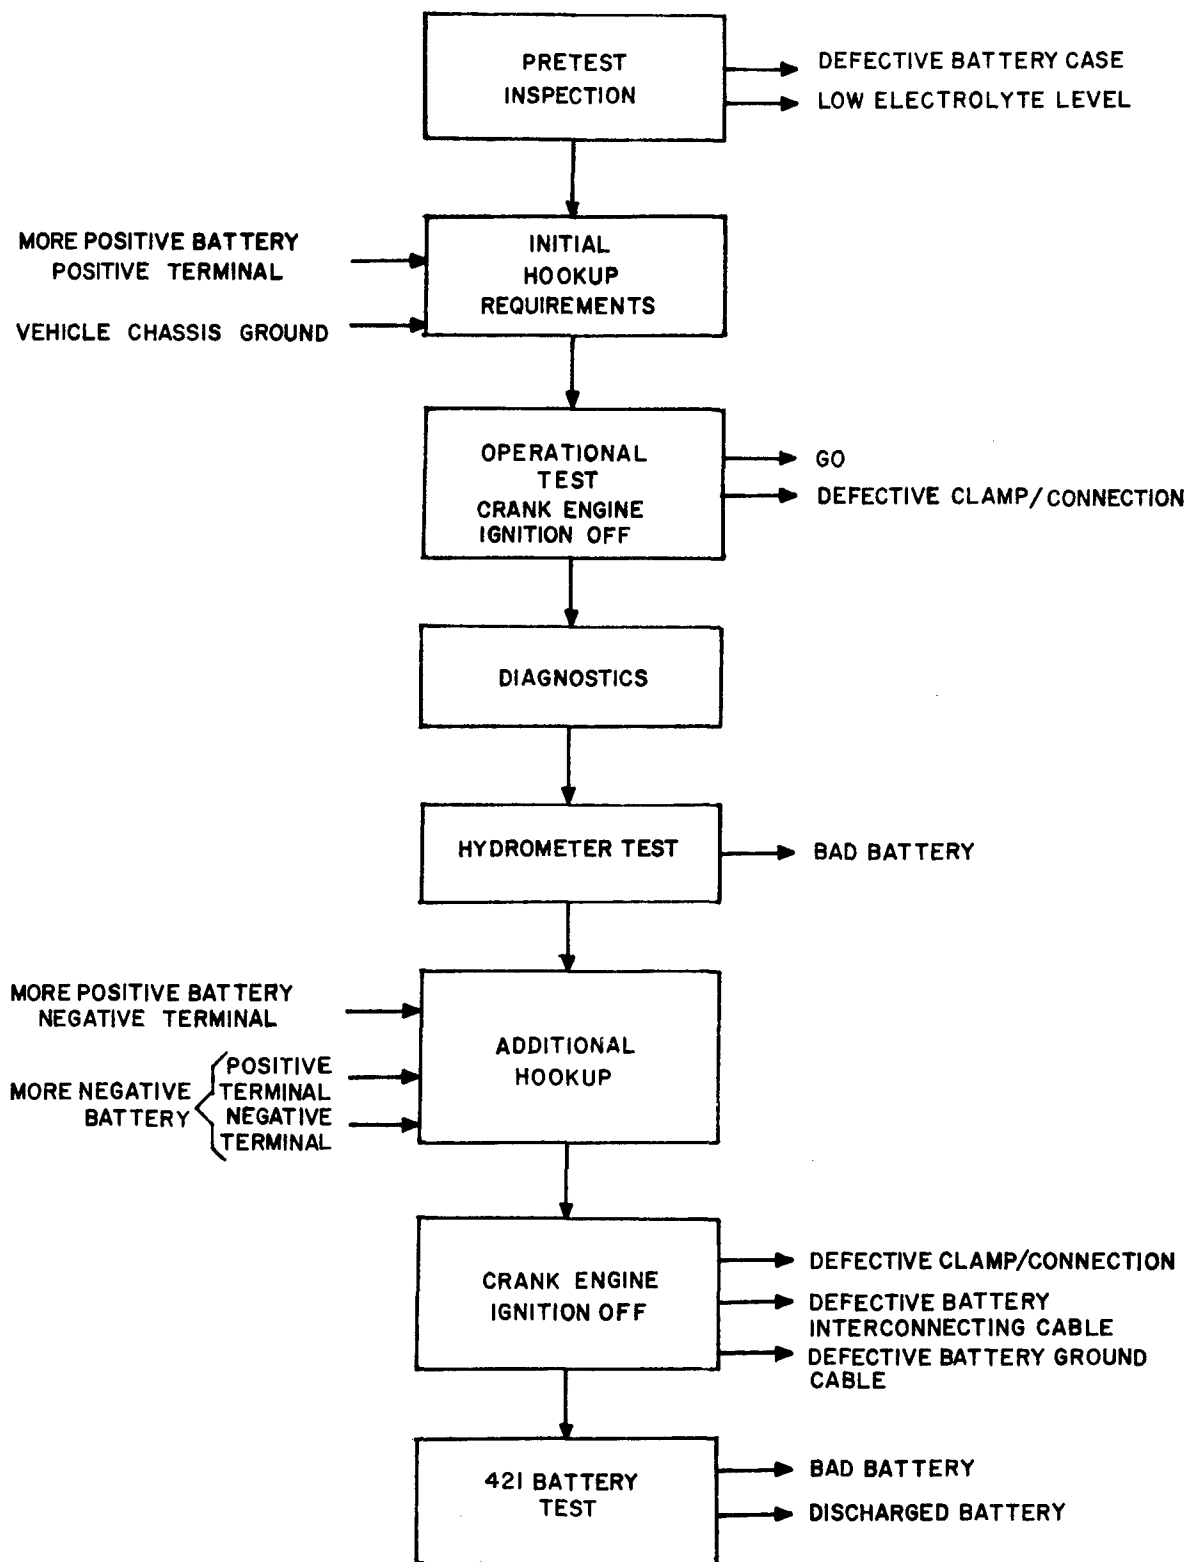 PRETEST
INSPECTION
DEFECTIVE BATTERY CASE
LOW ELECTROLYTE LEVEL
MORE POSITIVE BATTERY
POSITIVE TERMINAL
VEHICLE CHASSIS GROUND
INITIAL
HOOKUP
REQUIREMENTS
OPERATIONAL
TEST
CRANK ENGINE
IGNITION OFF
GO
DEFECTIVE CLAMP/CONNECTION
DIAGNOSTICS
HYDROMETER TEST
BAD BATTERY
MORE POSITIVE BATTERY
NEGATIVE TERMINAL
MORE NEGATIVE
BATTERY
POSITIVE
TERMINAL
NEGATIVE
TERMINAL
ADDITIONAL
HOOKUP
CRANK ENGINE
IGNITION OFF
DEFECTIVE CLAMP/CONNECTION
DEFECTIVE BATTERY
INTERCONNECTING CABLE
DEFECTIVE BATTERY GROUND
CABLE
421 BATTERY
TEST
BAD BATTERY
DISCHARGED BATTERY